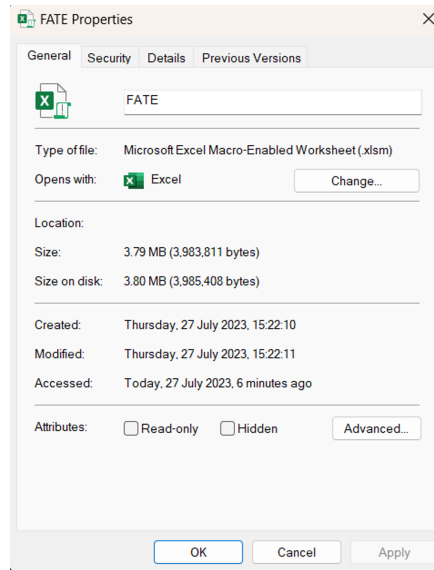 FATE Properties
General Security Details Previous Versions
FATE
Type of file: Microsoft Excel Macro-Enabled Worksheet (.xlsm)
Opens with: Excel Change...
Location:
Size: 3.79 MB (3,983,811 bytes)
Size on disk: 3.80 MB (3,985,408 bytes)
Created: Thursday, 27 July 2023, 15:22:10
Modified: Thursday, 27 July 2023, 15:22:11
Accessed: Today, 27 July 2023, 6 minutes ago
Attributes: Read-only Hidden Advanced...
OK Cancel Apply